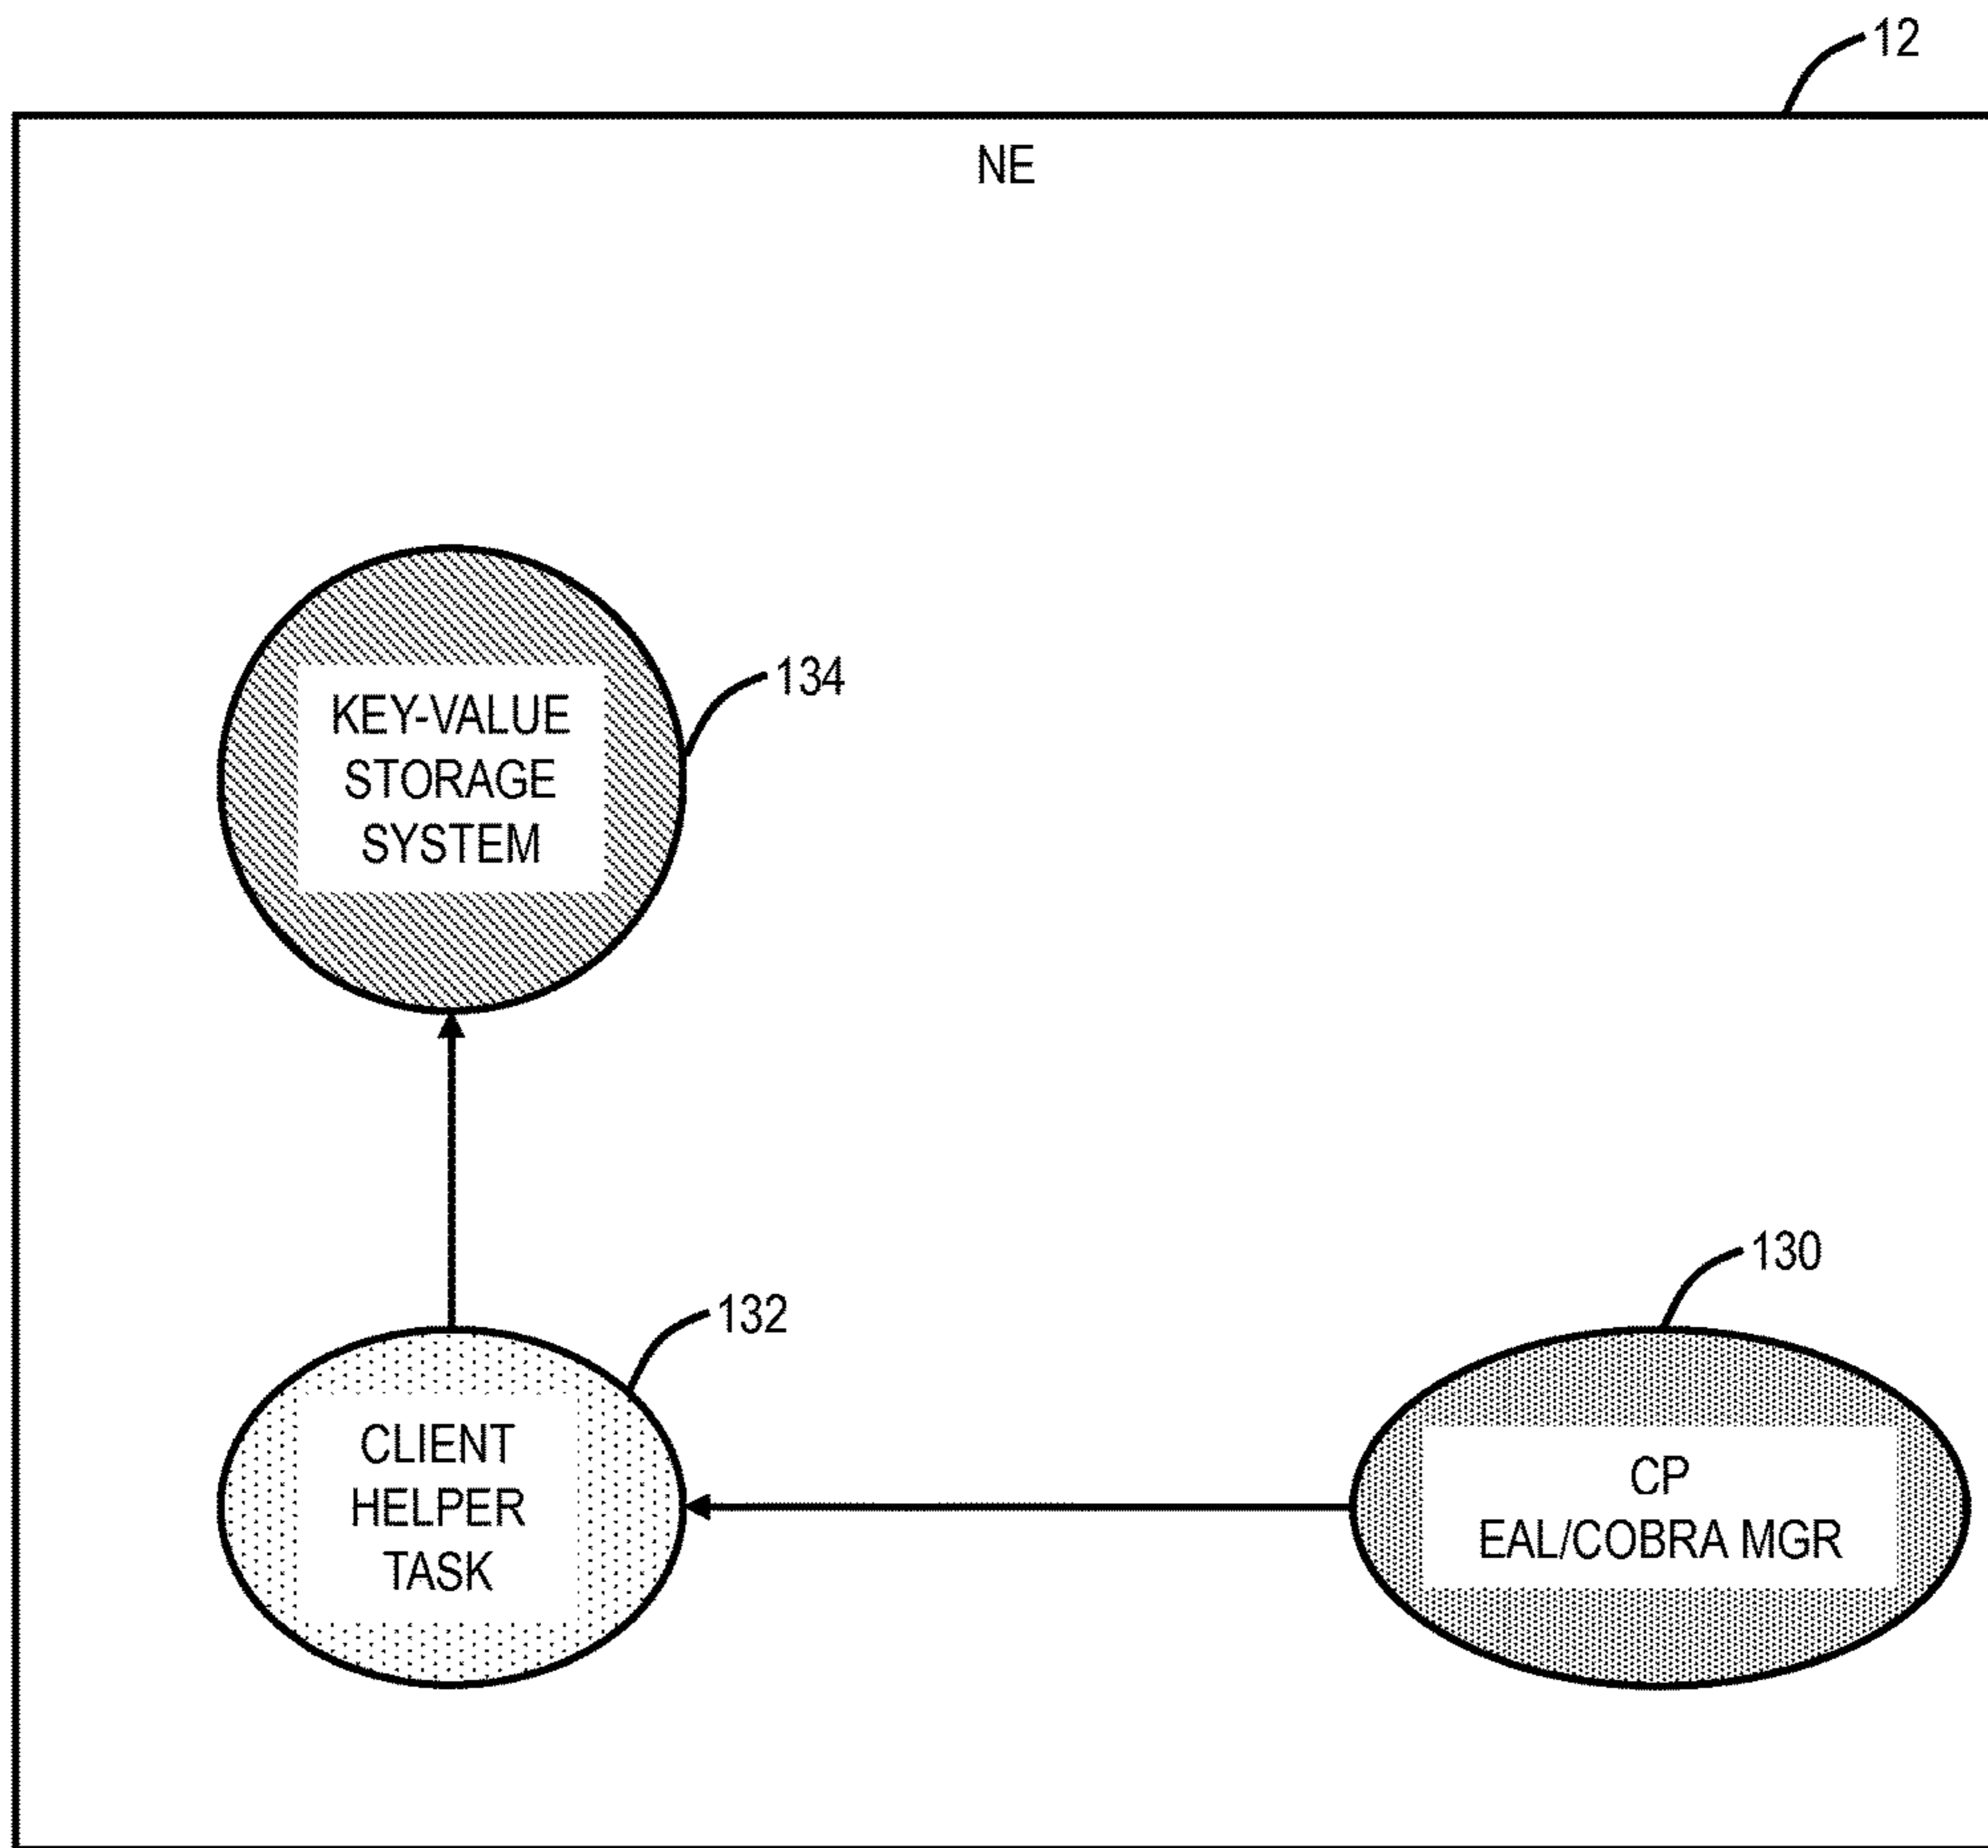 12
NE
134
KEY-VALUE
STORAGE
SYSTEM
130
132
CLIENT
HELPER
TASK
CP
EAL/COBRA MGR